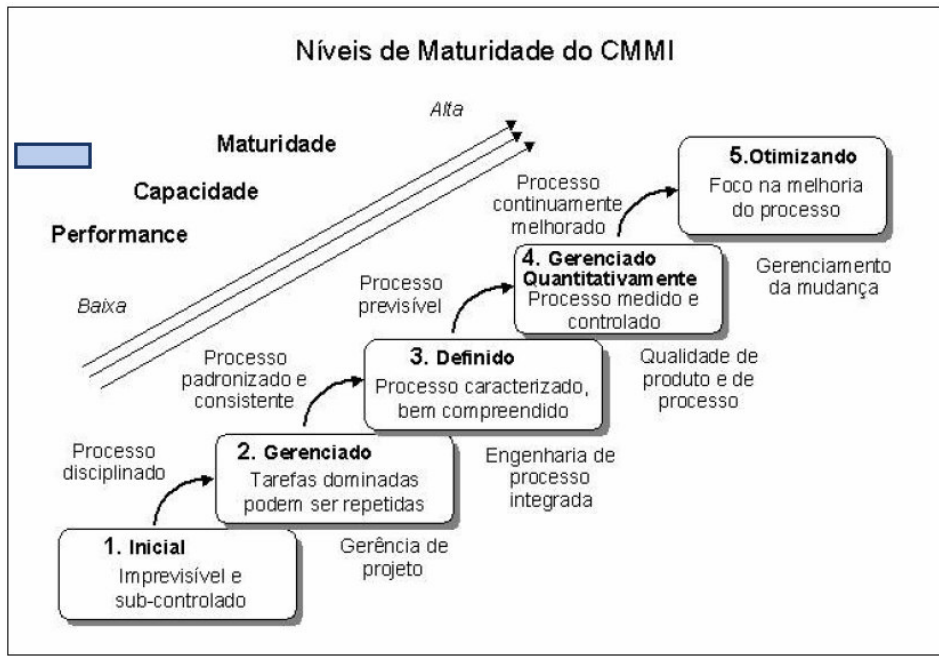 Níveis de Maturidade do CMMI
Alta
Maturidade
Capacidade
Performance
Baixa
5.Otimizando
Foco na melhoria
do processo
Processo
continuamente
melhorado
4. Gerenciado
Quantitativamente
Processo medido e
controlado
Gerenciamento
da mudança
Processo
previsível
3. Definido
Processo caracterizado,
bem compreendido
Qualidade de
produto e de
processo
Processo
padronizado e
consistente
2. Gerenciado
Tarefas dominadas
podem ser repetidas
Engenharia de
processo
integrada
Processo
disciplinado
1. Inicial
Imprevisível e
sub-controlado
Gerência de
projeto